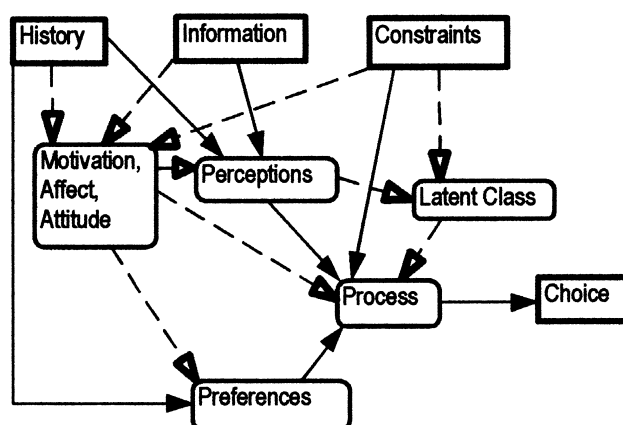 History
Information
Constraints
Motivation,
Affect,
Attitude
Perceptions
Latent Class
Process
Choice
Preferences